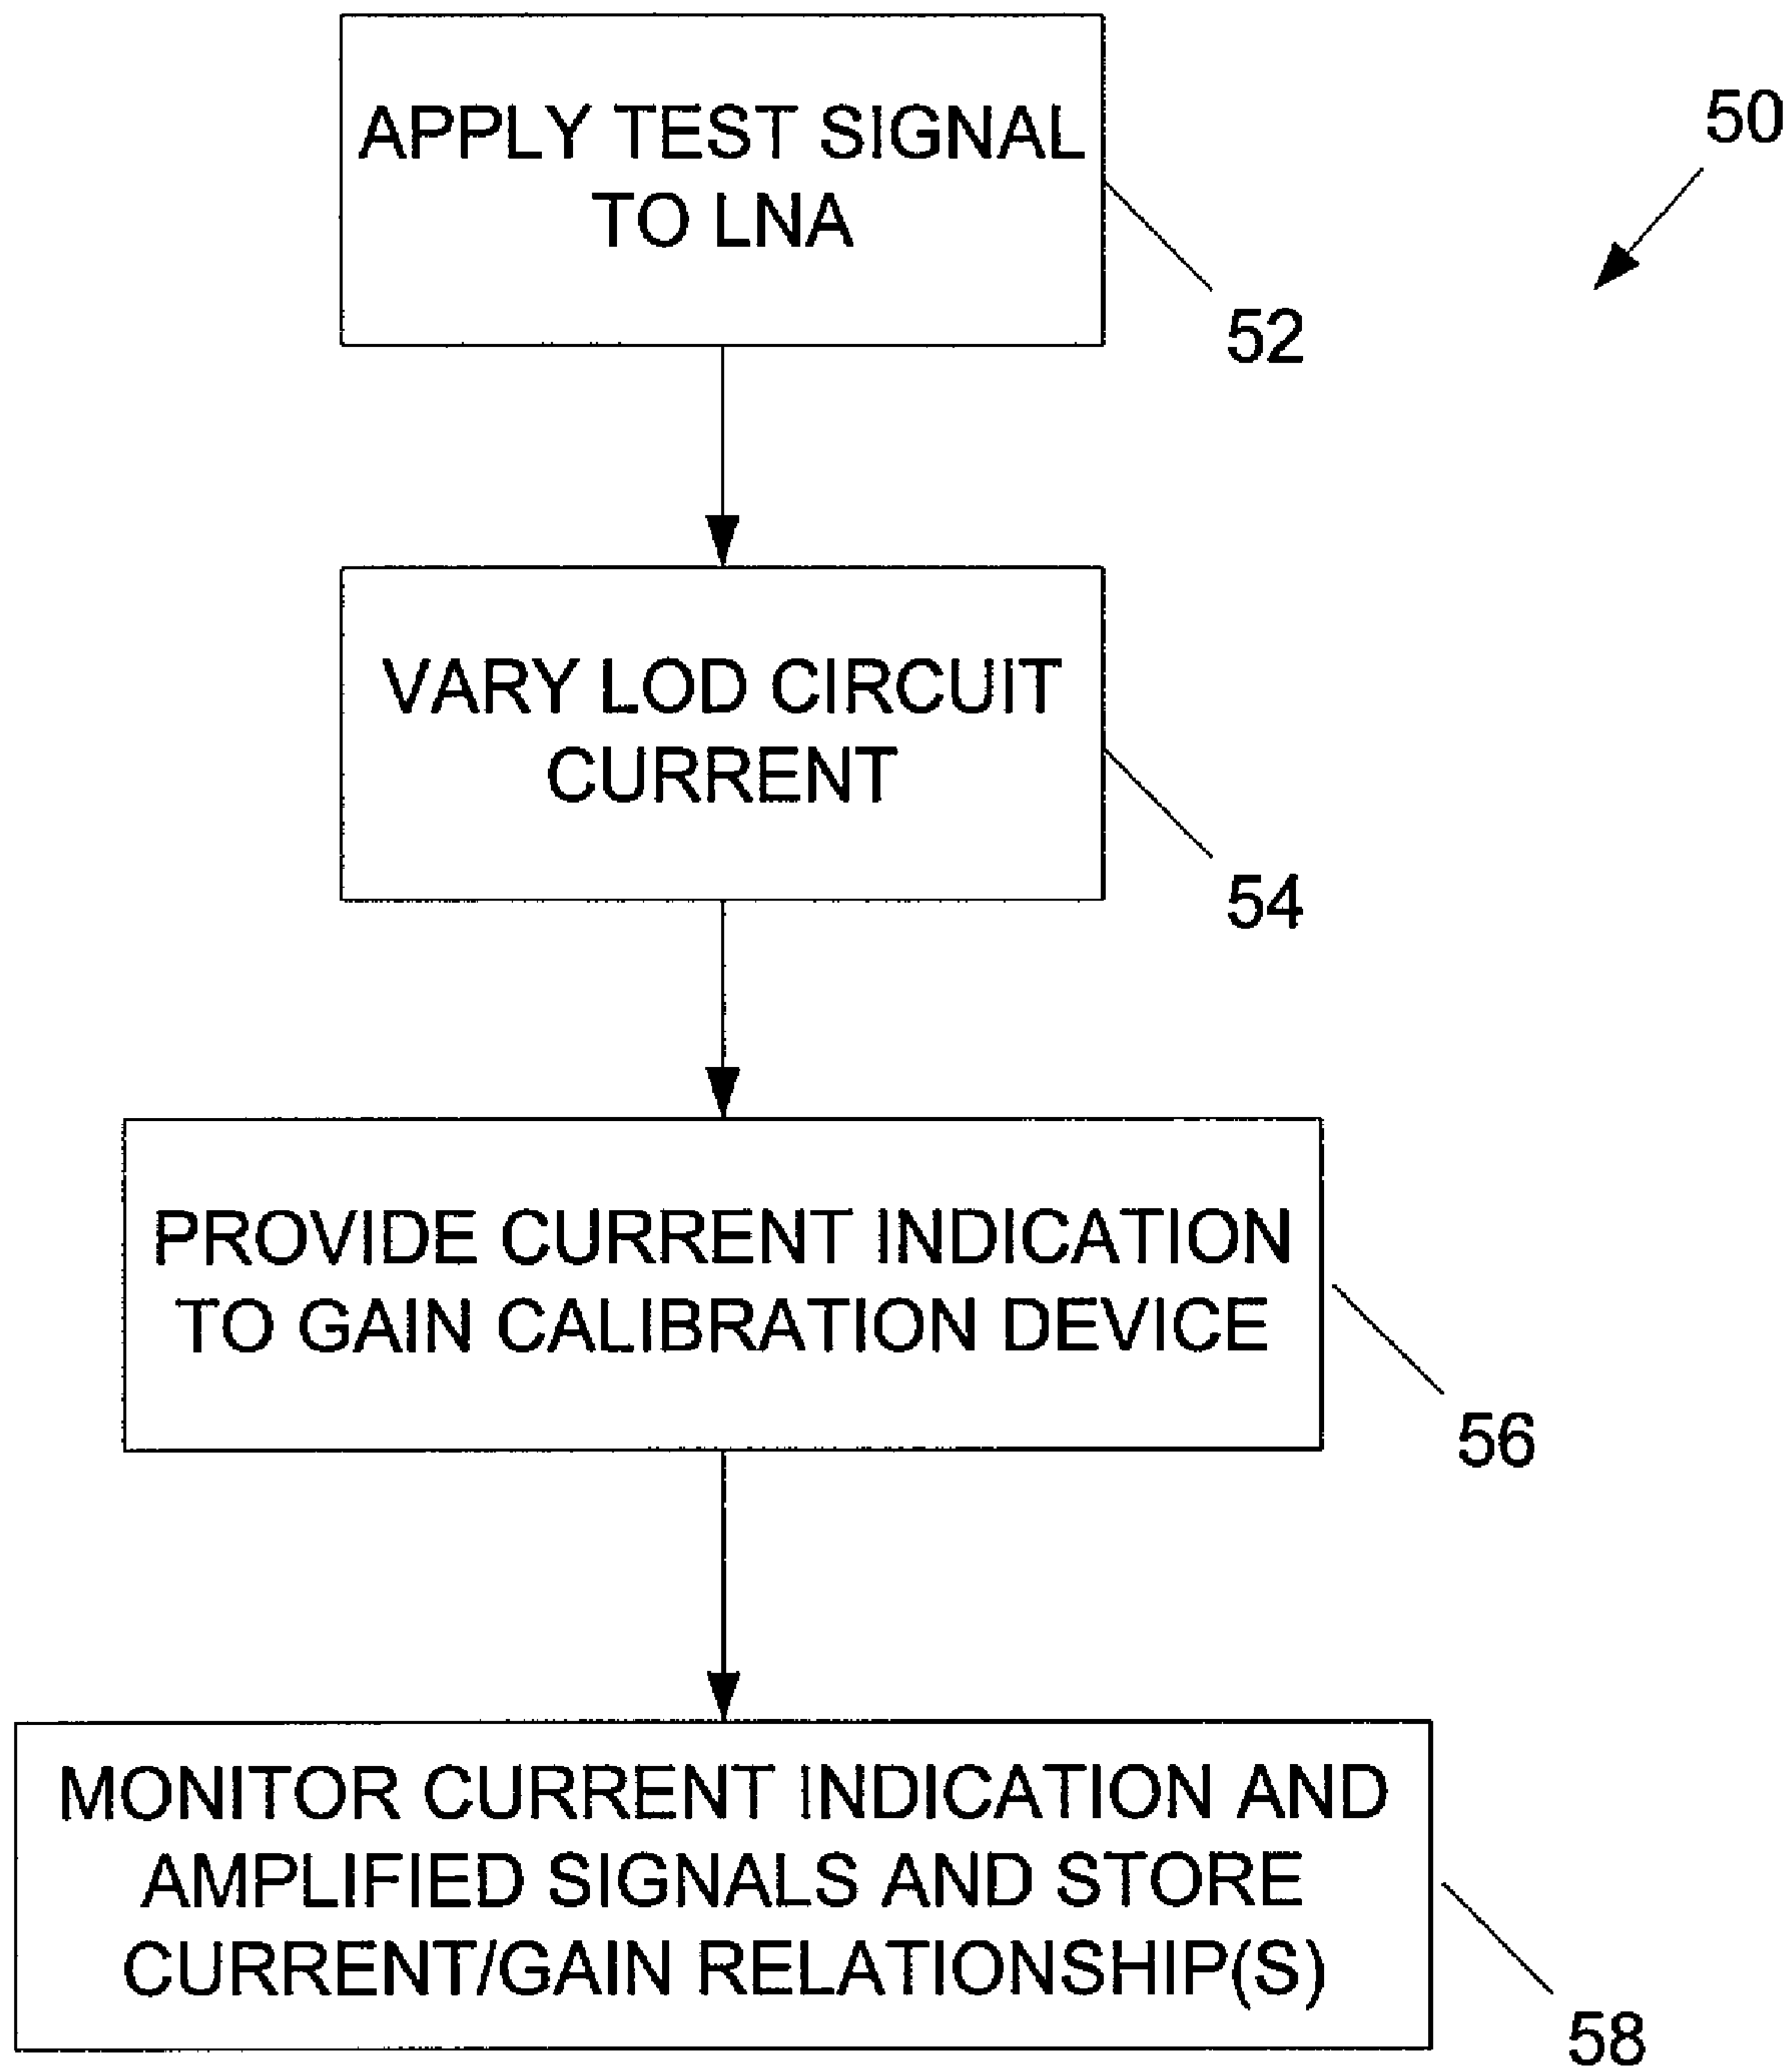 APPLY TEST SIGNAL
TO LNA
50
52
VARY LOD CIRCUIT
CURRENT
54
PROVIDE CURRENT INDICATION
TO GAIN CALIBRATION DEVICE
56
MONITOR CURRENT INDICATION AND
AMPLIFIED SIGNALS AND STORE
CURRENT/GAIN RELATIONSHIP(S)
58